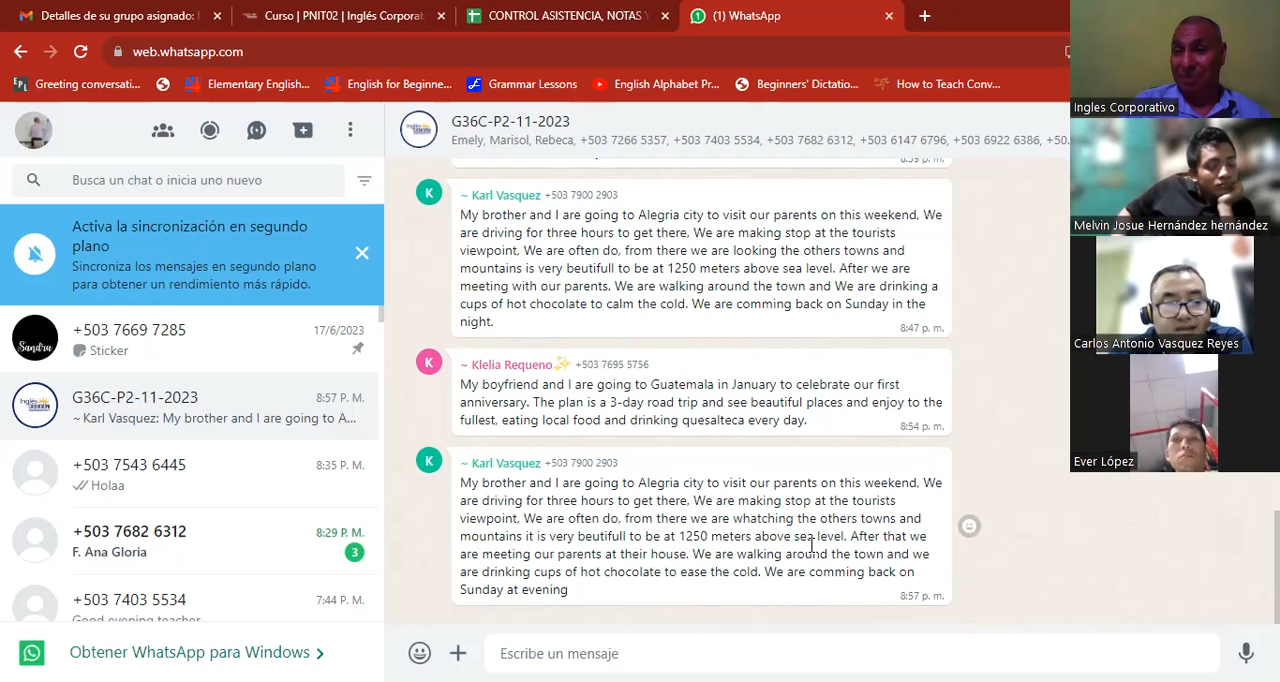 Detalles de su grupo asignado:
Curso | PNIT02 | Inglés Corporat
CONTROL ASISTENCIA, NOTAS Y
(1) WhatsApp
web.whatsapp.com
Greeting conversati...
Elementary English...
English for Beginne...
Grammar Lessons
English Alphabet Pr...
Beginners' Dictatio...
How to Teach Conv...
Ingles Corporativo
G36C-P2-11-2023
Emely, Marisol, Rebeca, +503 7266 5357, +503 7403 5534, +503 7682 6312, +503 6147 6796, +503 6922 6386, +50...
Busca un chat o inicia uno nuevo
Activa la sincronización en segundo
plano
Sincroniza los mensajes en segundo plano
para obtener un rendimiento más rápido.
+503 7669 7285
17/6/2023
Sandra
Sticker
G36C-P2-11-2023
8:57 P. M.
~ Karl Vasquez: My brother and I are going to A...
+503 7543 6445
8:35 P. M.
Holaa
+503 7682 6312
8:29 P. M.
F. Ana Gloria
3
+503 7403 5534
7:44 P. M.
Good evening teacher
Obtener WhatsApp para Windows
8:39 p. m.
K
~ Karl Vasquez +503 7900 2903
My brother and I are going to Alegria city to visit our parents on this weekend, We
are driving for three hours to get there, We are making stop at the tourists
viewpoint, We are often do, from there we are looking the others towns and
mountains is very beutifull to be at 1250 meters above sea level. After we are
meeting with our parents. We are walking around the town and We are drinking a
cups of hot chocolate to calm the cold. We are comming back on Sunday in the
night.
8:47 p. m.
K
~ Klelia Requeno✨ +503 7695 5756
My boyfriend and I are going to Guatemala in January to celebrate our first
anniverery. The plan is a 3-day road trip and see beautiful places and enjoy to the
fullest, eating local food and drinking quesalteca every day.
8:54 p. m.
K
~ Karl Vasquez +503 7900 2903
My brother and I are going to Alegria city to visit our parents on this weekend, We
are driving for three hours to get there, We are making stop at the tourists
viewpoint, We are often do, from there we are whatching the others towns and
mountains it is very beutifull to be at 1250 meters above sea level. After that we
are meeting our parents at their house. We are walking around the town and we
are drinking cups of hot chocolate to ease the cold. We are comming back on
Sunday at evening
8:57 p. m.
Escribe un mensaje
Melvin Josue Hernández hernández
Carlos Antonio Vasquez Reyes
Ever López